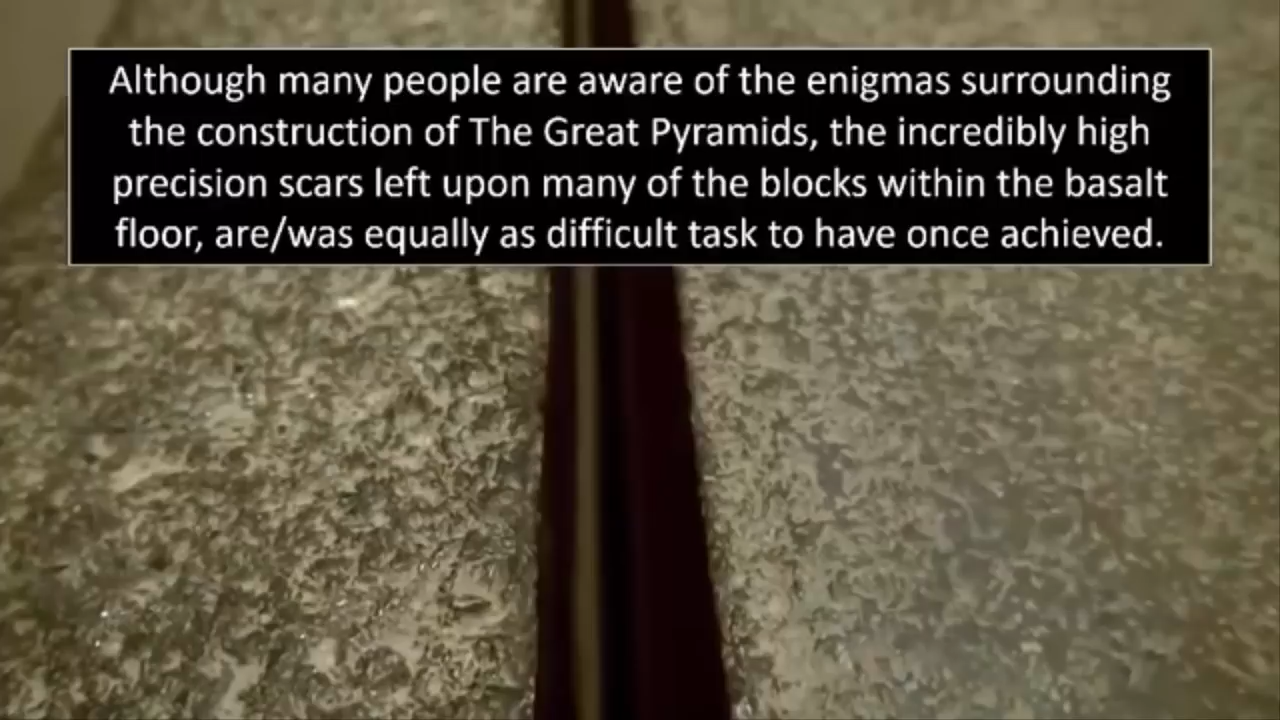 Although many people are aware of the enigmas surrounding
the construction of The Great Pyramids, the incredibly high
precision scars left upon many of the blocks within the basalt
floor, are/was equally as difficult task to have once achieved.